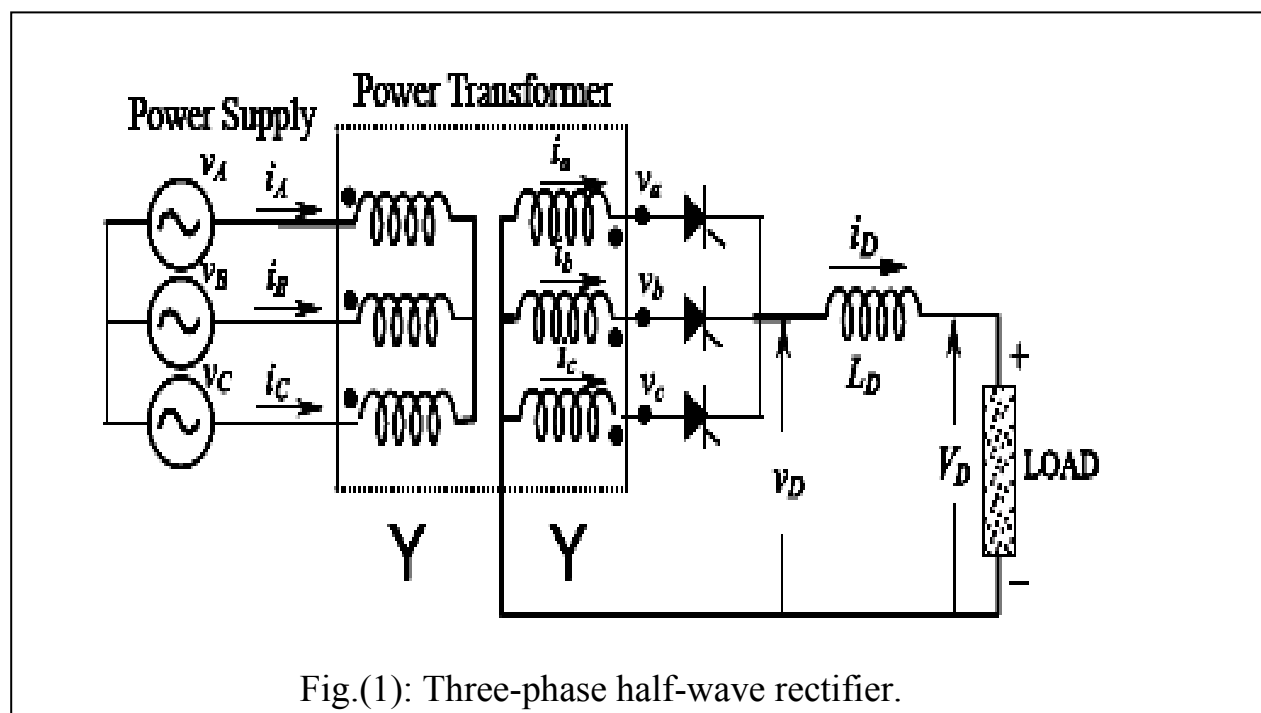 Power Supply
Power Transformer
v_A
i_A
i_a
v_a
v_B
i_B
i_b
v_b
i_D
v_C
i_C
i_c
v_c
L_D
+
v_D
V_D
LOAD
Y
Y
–
Fig.(1): Three-phase half-wave rectifier.